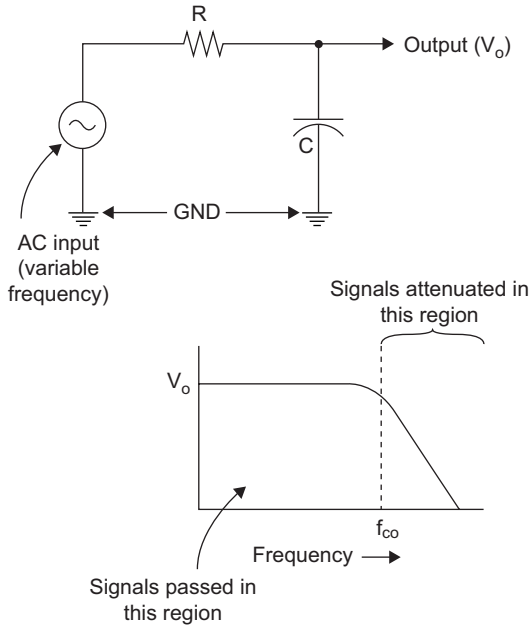 R
Output (Vo)
C
GND
AC input
(variable
frequency)
Signals attenuated in
this region
Vo
fco
Frequency
Signals passed in
this region